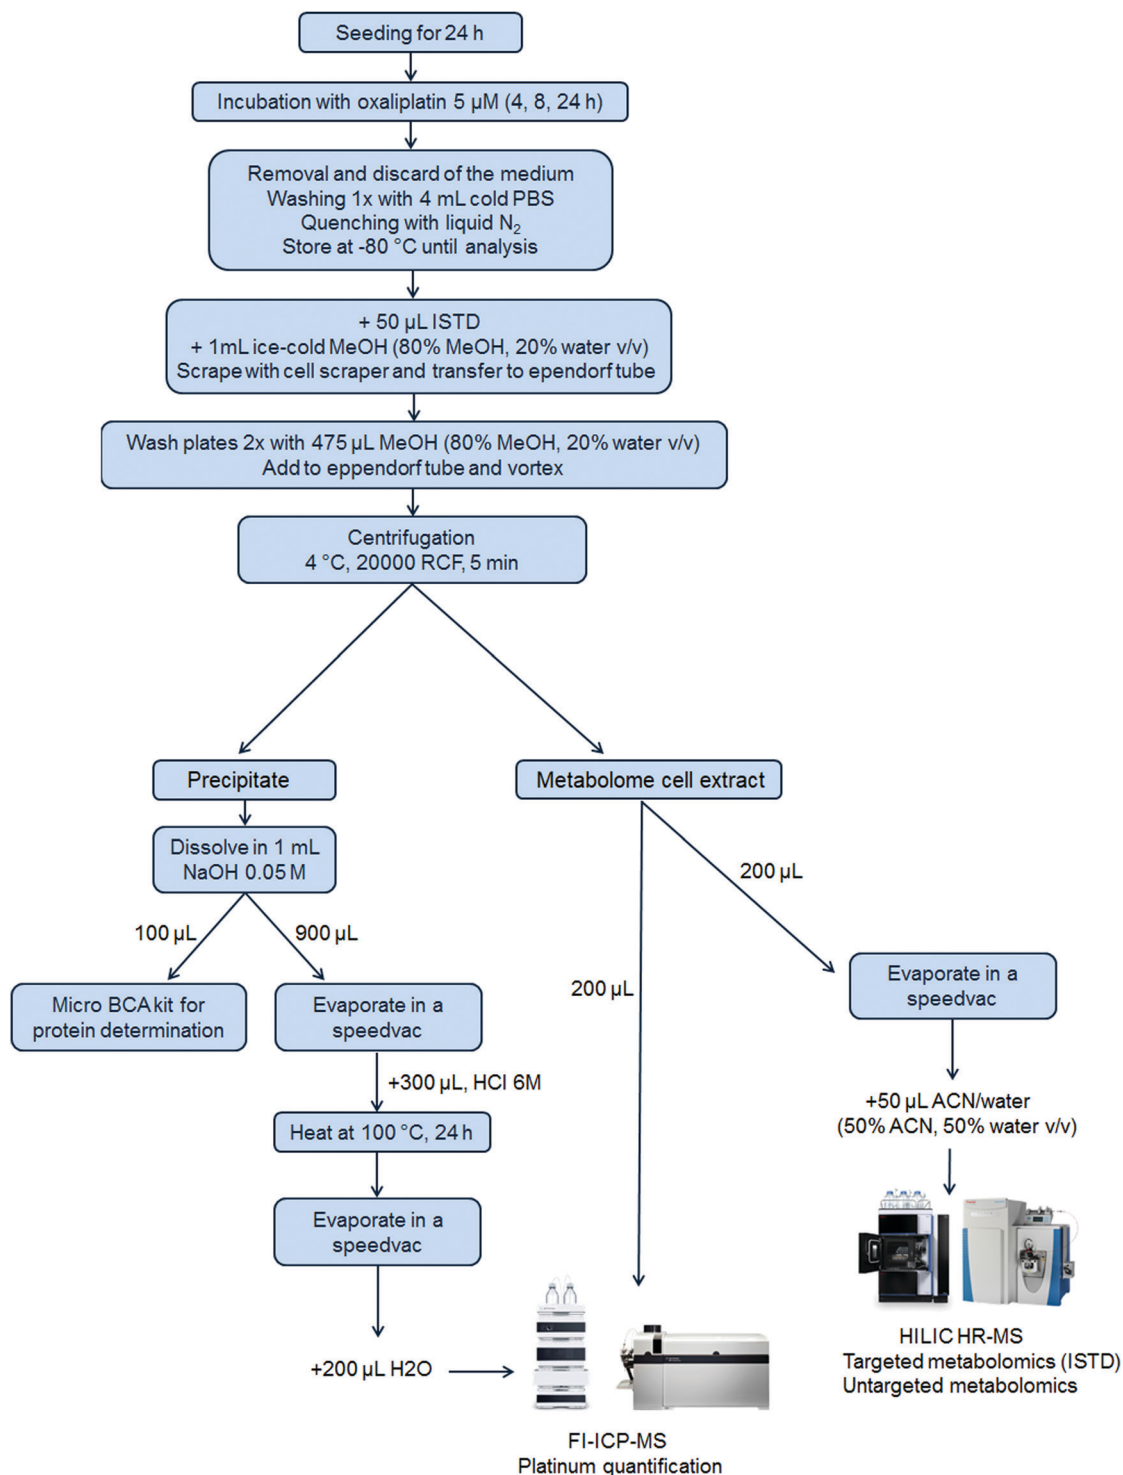 Seeding for 24 h
Incubation with oxaliplatin 5 µM (4, 8, 24 h)
Removal and discard of the medium
Washing 1x with 4 mL cold PBS
Quenching with liquid N₂
Store at -80 °C until analysis
+ 50 µL ISTD
+ 1mL ice-cold MeOH (80% MeOH, 20% water v/v)
Scrape with cell scraper and transfer to ependorf tube
Wash plates 2x with 475 µL MeOH (80% MeOH, 20% water v/v)
Add to eppendorf tube and vortex
Centrifugation
4 °C, 20000 RCF, 5 min
Precipitate
Metabolome cell extract
Dissolve in 1 mL
NaOH 0.05 M
200 µL
100 µL
900 µL
200 µL
Micro BCA kit for
protein determination
Evaporate in a
speedvac
Evaporate in a
speedvac
+300 µL, HCl 6M
+50 µL ACN/water
(50% ACN, 50% water v/v)
Heat at 100 °C, 24 h
Evaporate in a
speedvac
HILIC HR-MS
Targeted metabolomics (ISTD)
Untargeted metabolomics
+200 µL H2O
FI-ICP-MS
Platinum quantification